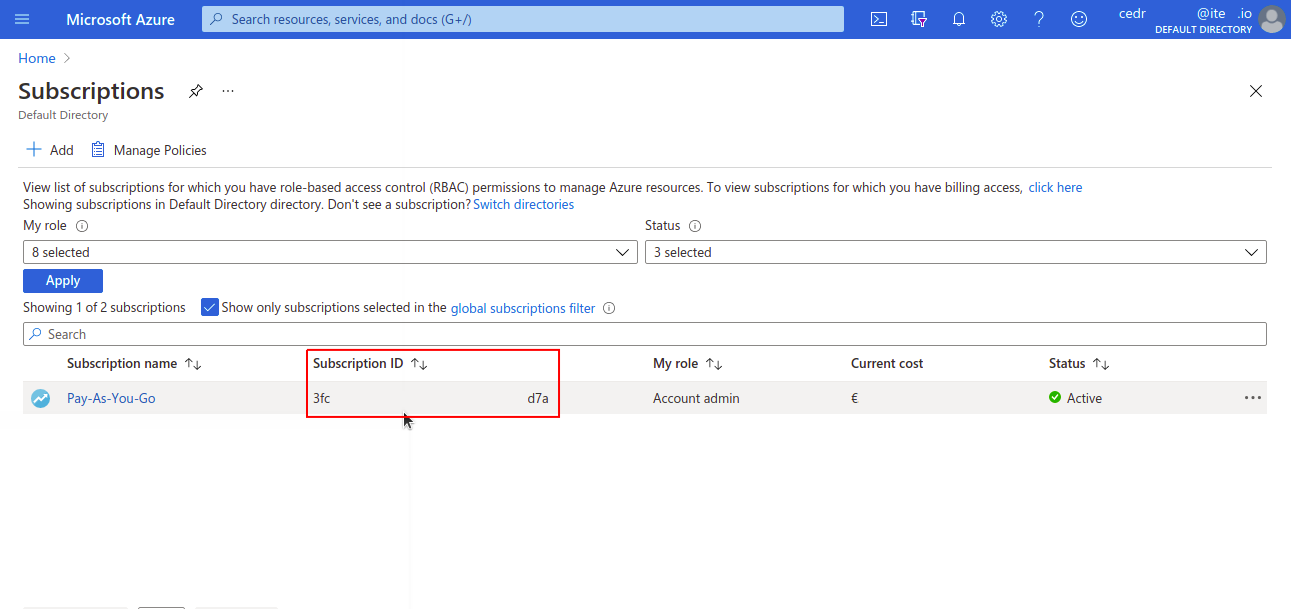 Microsoft Azure
Search resources, services, and docs (G+/)
cedr @ite .io
DEFAULT DIRECTORY
Home
Subscriptions
Default Directory
Add
Manage Policies
View list of subscriptions for which you have role-based access control (RBAC) permissions to manage Azure resources. To view subscriptions for which you have billing access, click here
Showing subscriptions in Default Directory directory. Don't see a subscription? Switch directories
My role
Status
8 selected
3 selected
Apply
Showing 1 of 2 subscriptions
Show only subscriptions selected in the global subscriptions filter
Search
Subscription name ↑↓ Subscription ID ↑↓ My role ↑↓ Current cost Status ↑↓
Pay-As-You-Go 3fc d7a Account admin € Active